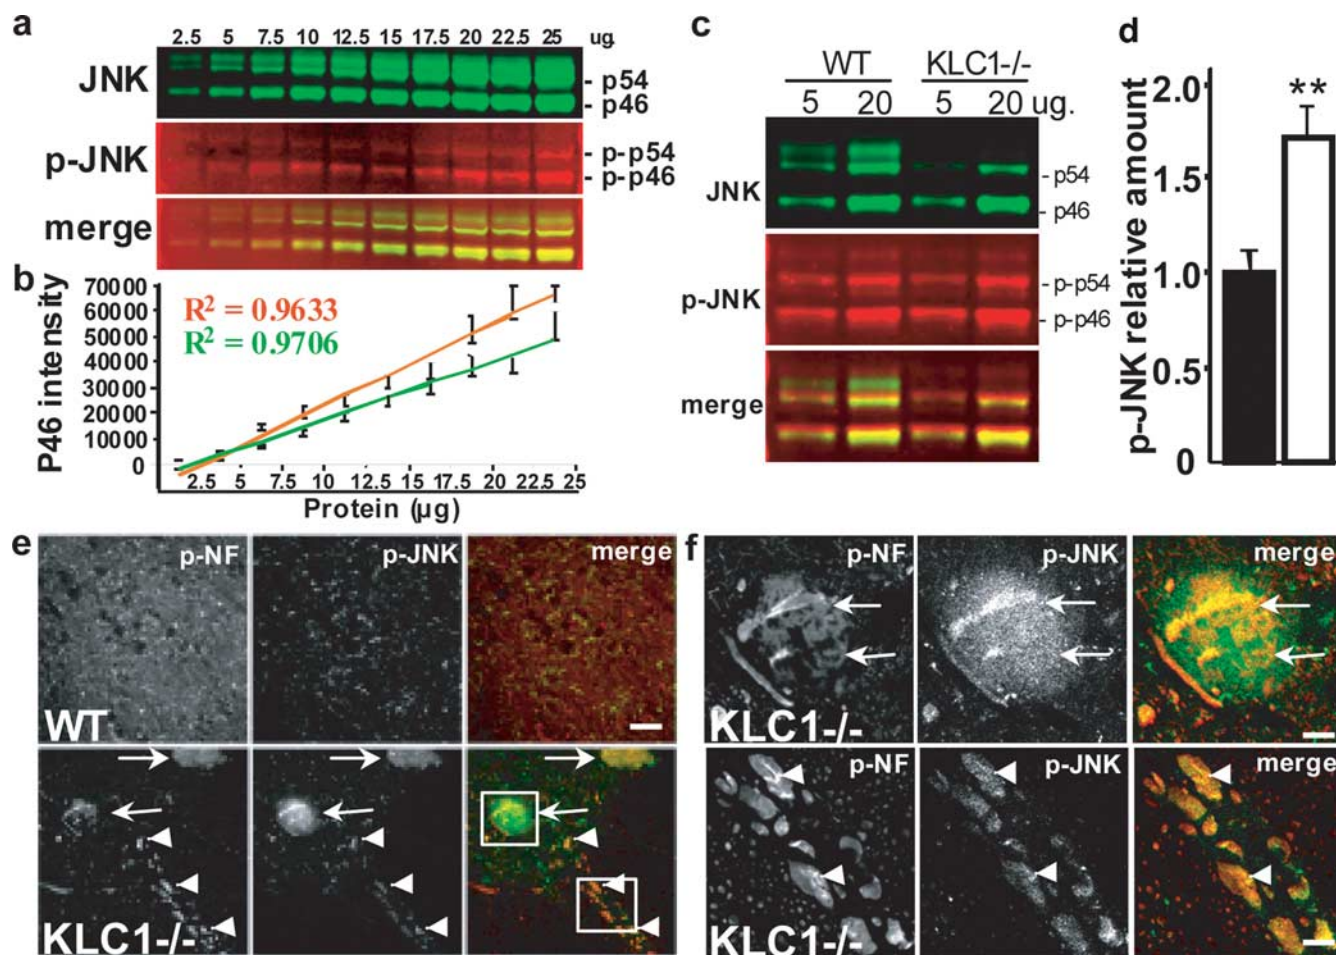 a
2.5 5 7.5 10 12.5 15 17.5 20 22.5 25 ug.
JNK
- p54
- p46
p-JNK
- p-p54
- p-p46
merge
b
P46 intensity
70000
60000
50000
40000
30000
20000
10000
0
R² = 0.9633
R² = 0.9706
2.5 5 7.5 10 12.5 15 17.5 20 22.5 25
Protein (µg)
c
WT KLC1-/-
5 20 5 20 ug.
JNK
- p54
- p46
p-JNK
- p-p54
- p-p46
merge
d
p-JNK relative amount
2.0
1.5
1.0
0.5
0
**
e
p-NF p-JNK merge
WT
KLC1-/-
f
p-NF p-JNK merge
KLC1-/-
p-NF p-JNK merge
KLC1-/-